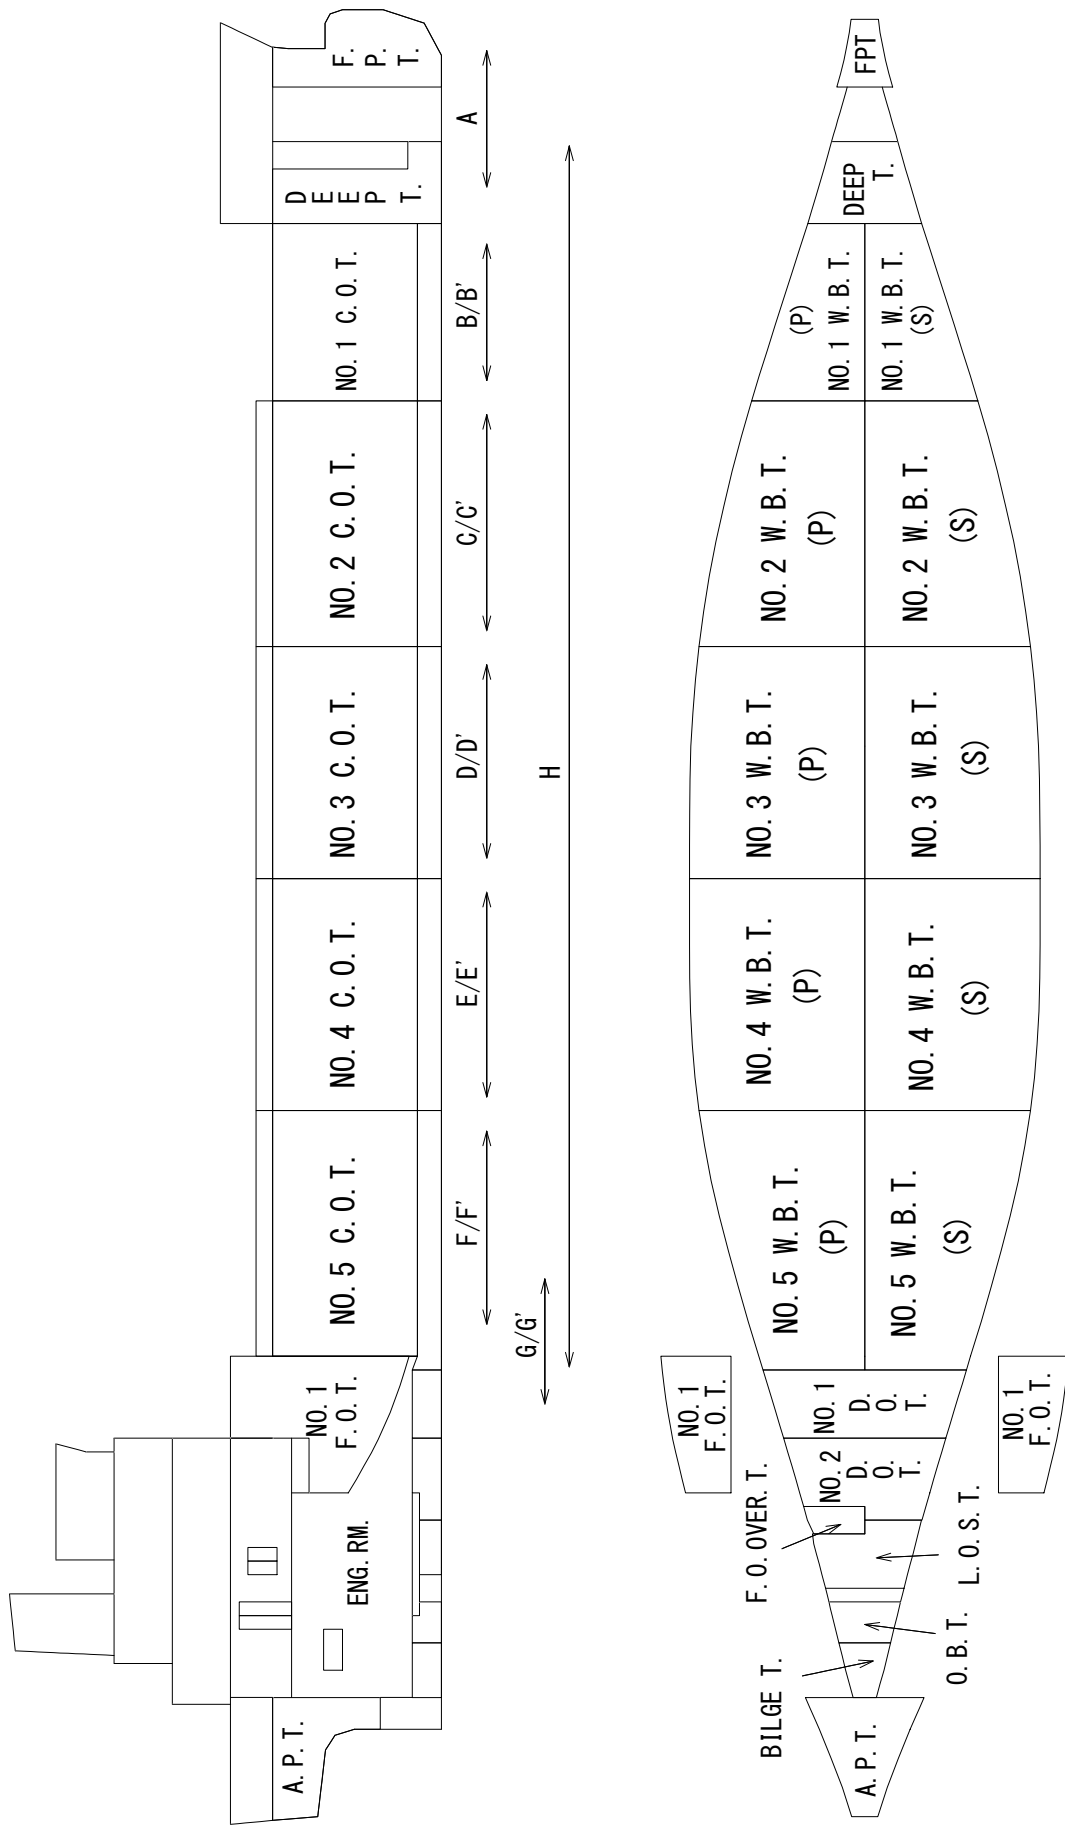 F.
P.
T.
D
E
E
P
T.
NO. 1 C. O. T.
NO. 2 C. O. T.
NO. 3 C. O. T.
NO. 4 C. O. T.
NO. 5 C. O. T.
NO. 1
F. O. T.
ENG. RM.
A. P. T.
A
B/B'
C/C'
D/D'
E/E'
F/F'
G/G'
H
FPT
DEEP
T.
(P)
NO. 1 W. B. T.
NO. 1 W. B. T.
(S)
NO. 2 W. B. T.
(P)
NO. 2 W. B. T.
(S)
NO. 3 W. B. T.
(P)
NO. 3 W. B. T.
(S)
NO. 4 W. B. T.
(P)
NO. 4 W. B. T.
(S)
NO. 5 W. B. T.
(P)
NO. 5 W. B. T.
(S)
NO. 1
F. O. T.
NO. 1
D.
O.
T.
NO. 1
F. O. T.
NO. 2
D.
O.
T.
F. O. OVER. T.
L. O. S. T.
O. B. T.
BILGE T.
A. P. T.